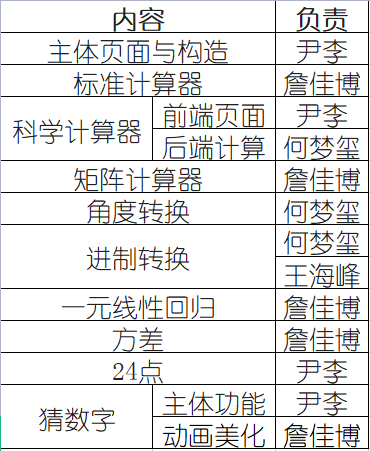 内容 负责
主体页面与构造 尹李
标准计算器 詹佳博
科学计算器 前端页面 尹李
后端计算 何梦玺
矩阵计算器 詹佳博
角度转换 何梦玺
进制转换 何梦玺
王海峰
一元线性回归 詹佳博
方差 詹佳博
24点 尹李
猜数字 主体功能 尹李
动画美化 詹佳博